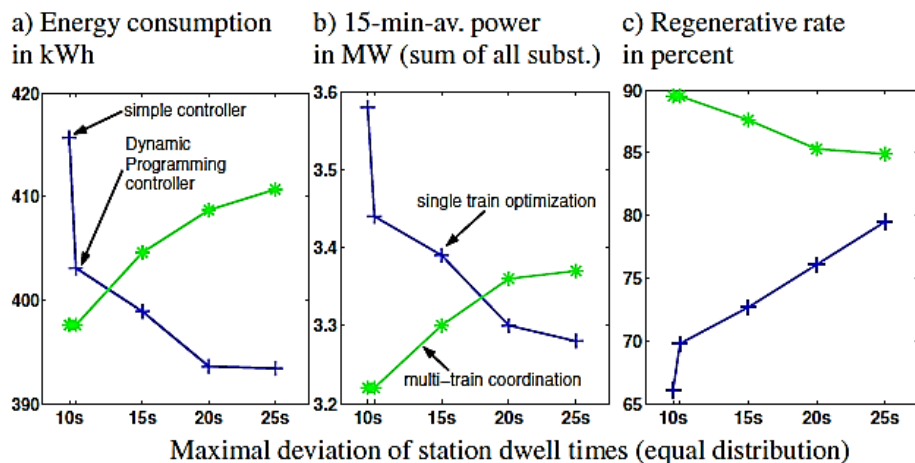 a) Energy consumption
in kWh
420
410
400
390
simple controller
Dynamic
Programming
controller
10s 15s 20s 25s
b) 15-min-av. power
in MW (sum of all subst.)
3.6
3.5
3.4
3.3
3.2
single train optimization
multi-train coordination
10s 15s 20s 25s
c) Regenerative rate
in percent
90
85
80
75
70
65
10s 15s 20s 25s
Maximal deviation of station dwell times (equal distribution)